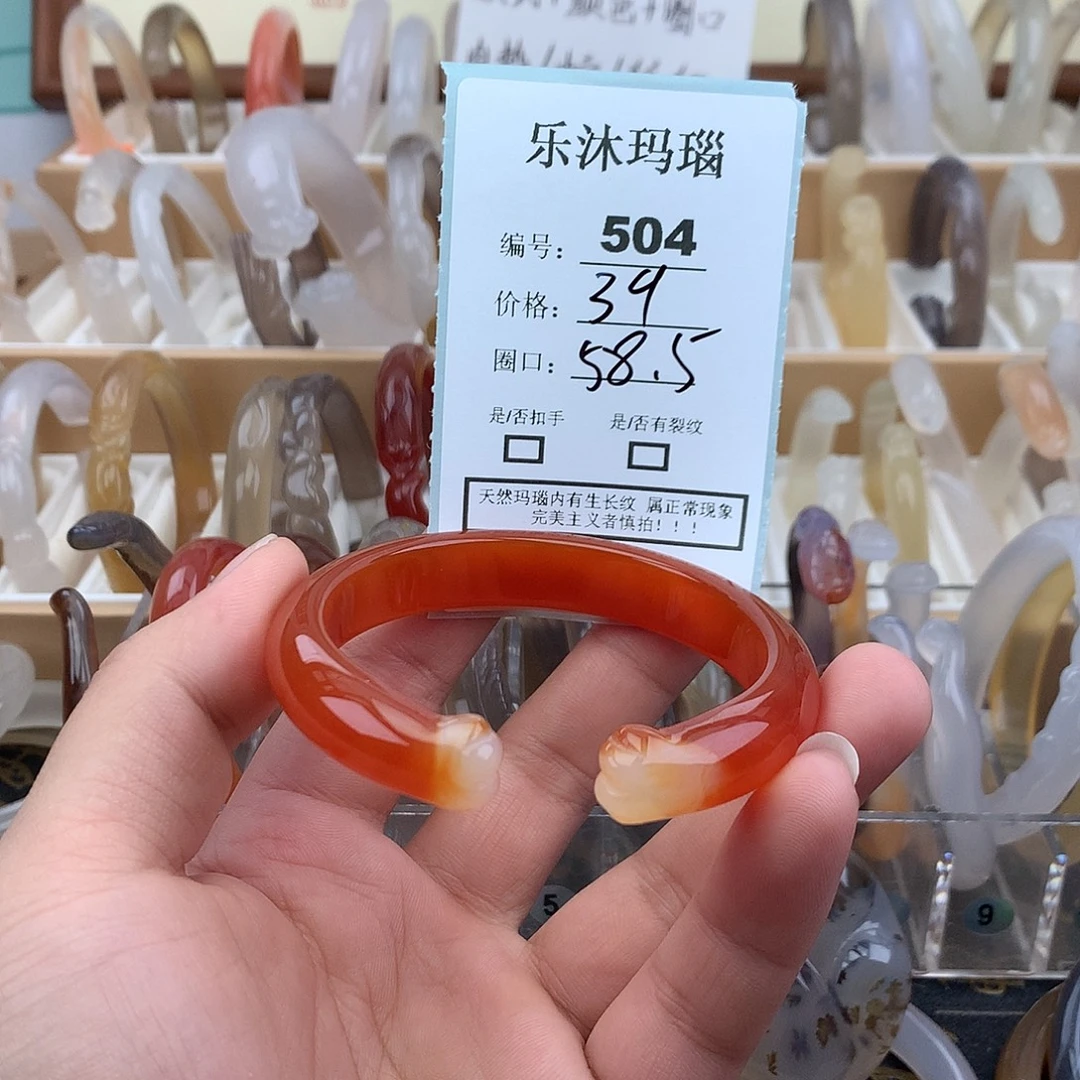 乐沐玛瑙
编号：504
价格：39
圈口：58.5
是/否扣手 是/否有裂纹
天然玛瑙内有生长纹 属正常现象
完美主义者慎拍！！！
5
9